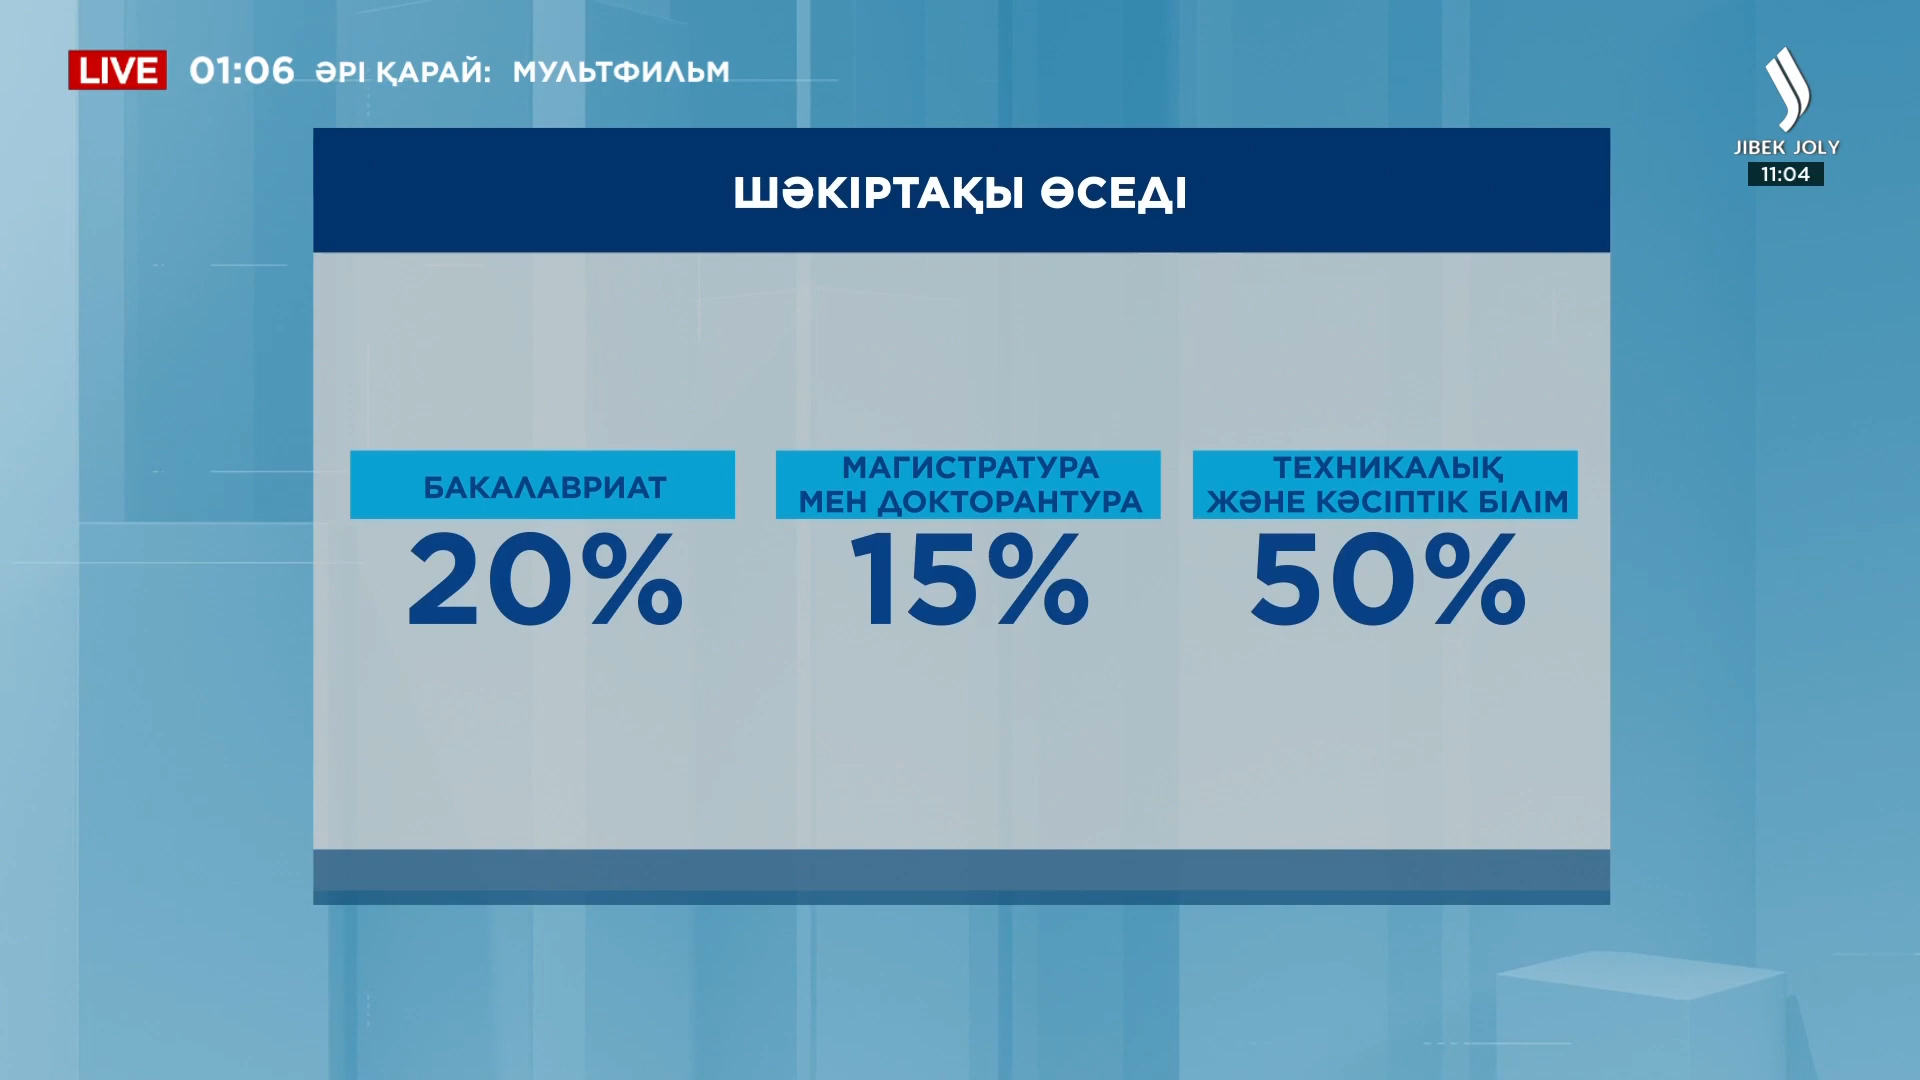 LIVE 01:06 ӘРІ ҚАРАЙ: МУЛЬТФИЛЬМ
JIBEK JOLY
11:04
ШӘКІРТАҚЫ ӨСЕДІ
БАКАЛАВРИАТ
20%
МАГИСТРАТУРА
МЕН ДОКТОРАНТУРА
15%
ТЕХНИКАЛЫҚ
ЖӘНЕ КӘСІПТІК БІЛІМ
50%